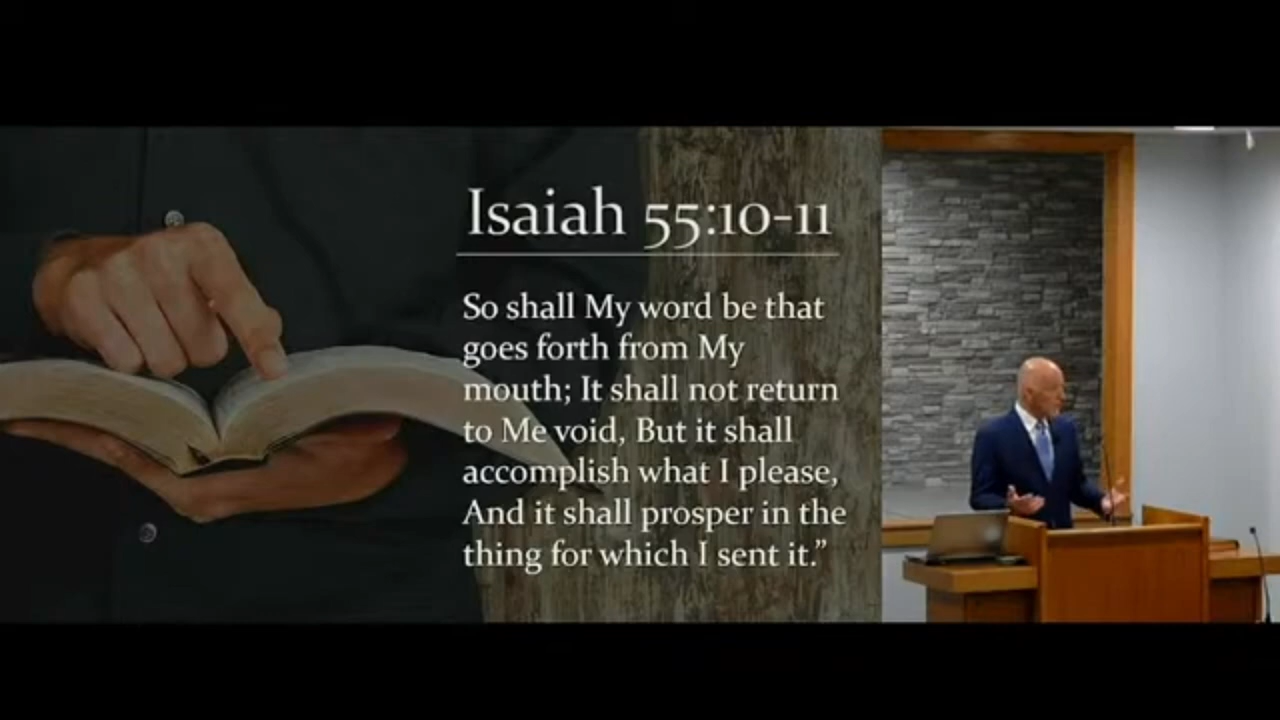 Isaiah 55:10-11
So shall My word be that
goes forth from My
mouth; It shall not return
to Me void, But it shall
accomplish what I please,
And it shall prosper in the
thing for which I sent it.”